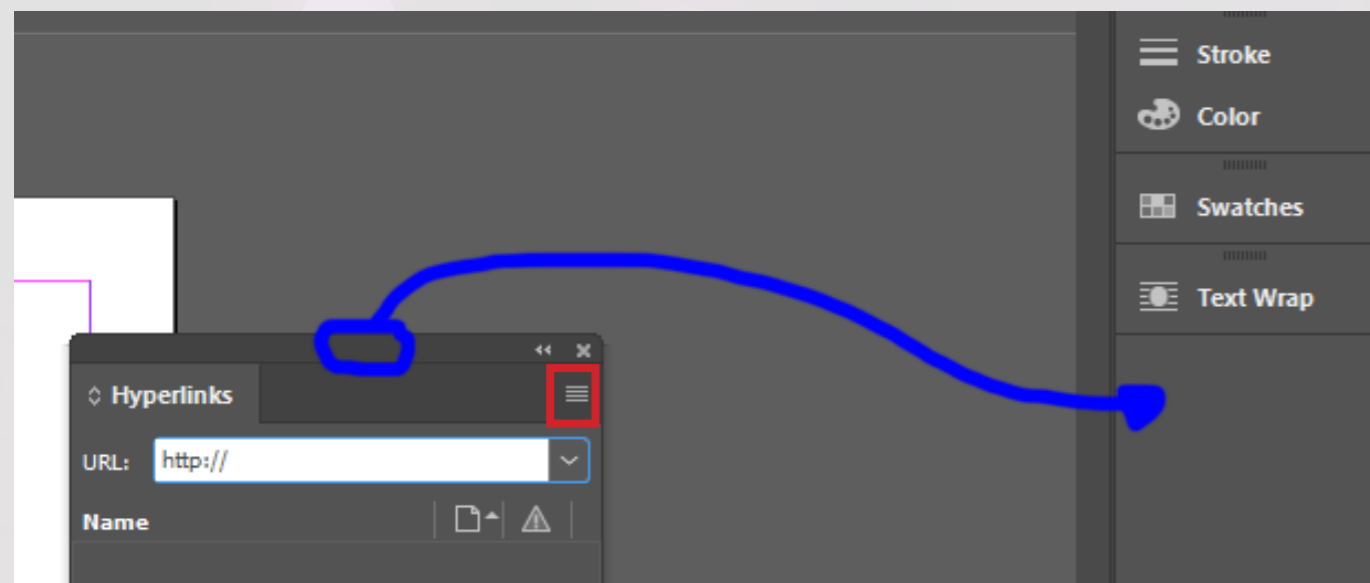 Stroke
Color
Swatches
Text Wrap
Hyperlinks
URL: http://
Name